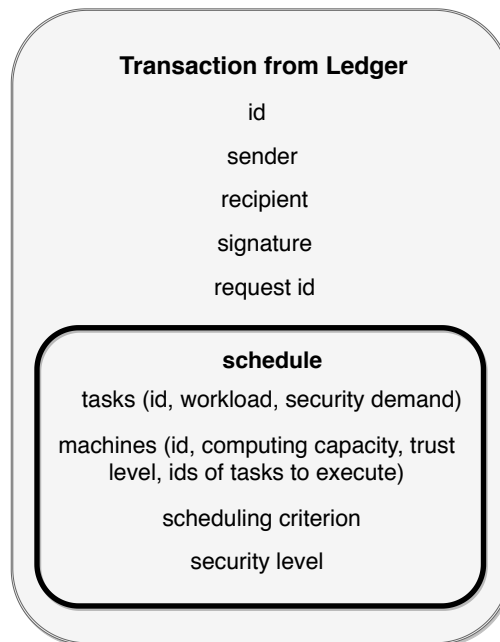 Transaction from Ledger
id
sender
recipient
signature
request id
schedule
tasks (id, workload, security demand)
machines (id, computing capacity, trust
level, ids of tasks to execute)
scheduling criterion
security level